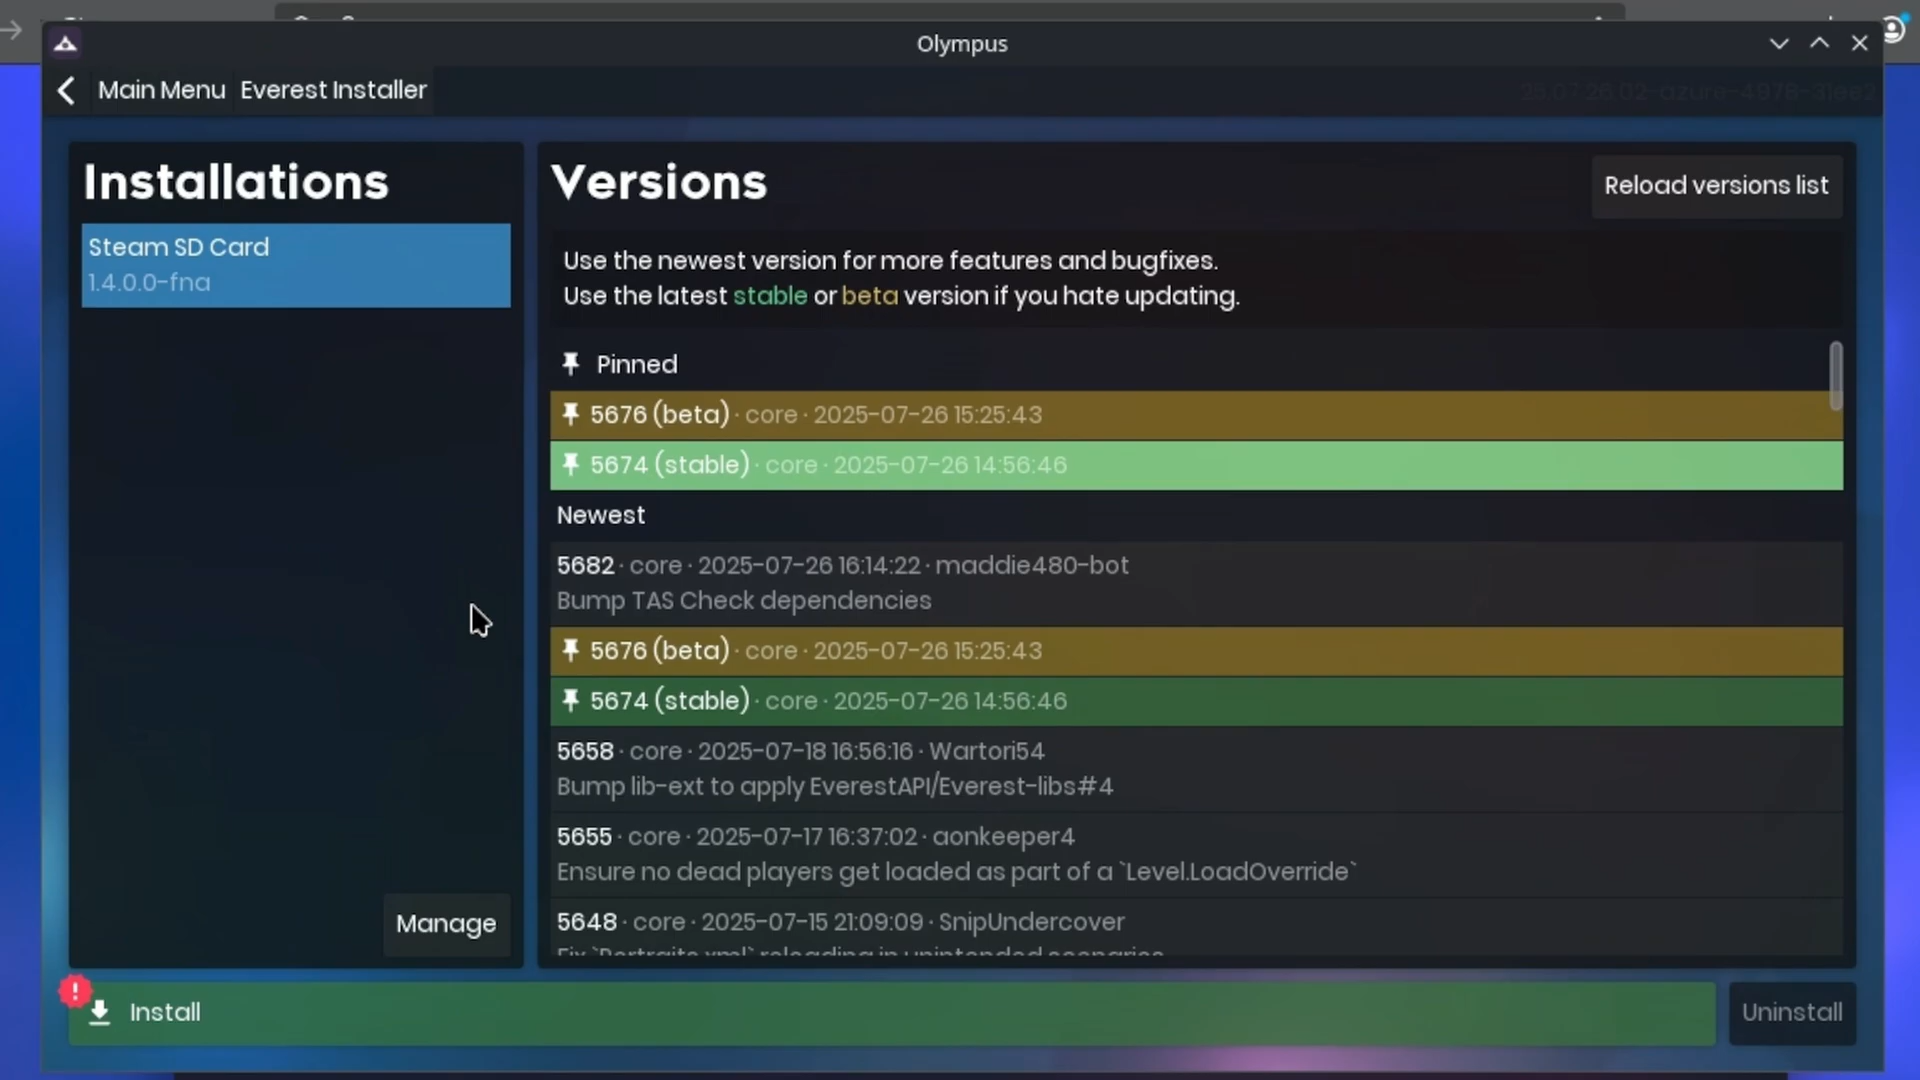 Olympus
Main Menu Everest Installer
Installations
Steam SD Card
1.4.0.0-fna
Manage
Versions
Reload versions list
Use the newest version for more features and bugfixes.
Use the latest stable or beta version if you hate updating.
Pinned
5676 (beta) · core · 2025-07-26 15:25:43
5674 (stable) · core · 2025-07-26 14:56:46
Newest
5682 · core · 2025-07-26 16:14:22 · maddie480-bot
Bump TAS Check dependencies
5676 (beta) · core · 2025-07-26 15:25:43
5674 (stable) · core · 2025-07-26 14:56:46
5658 · core · 2025-07-18 16:56:16 · Wartori54
Bump lib-ext to apply EverestAPI/Everest-libs#4
5655 · core · 2025-07-17 16:37:02 · aonkeeper4
Ensure no dead players get loaded as part of a `Level.LoadOverride`
5648 · core · 2025-07-15 21:09:09 · SnipUndercover
Fix `Portraits.xml` reloading in unintended scenarios
! Install
Uninstall